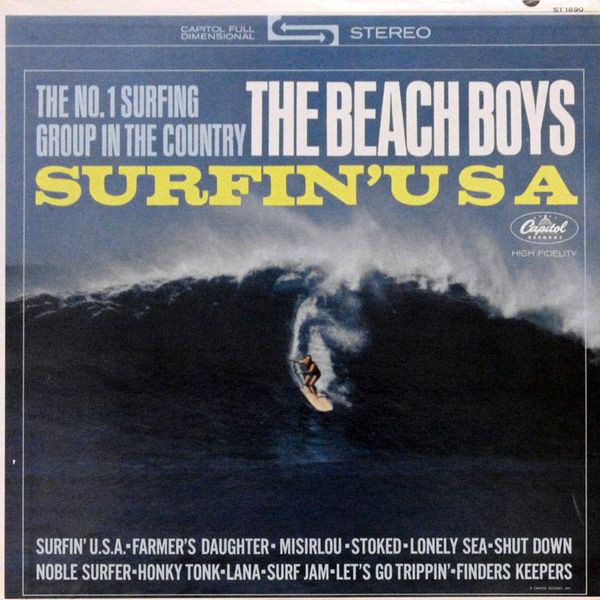 ST 1890
CAPITOL FULL
DIMENSIONAL
STEREO
THE NO. 1 SURFING
GROUP IN THE COUNTRY
THE BEACH BOYS
SURFIN' USA
Capitol
RECORDS
HIGH FIDELITY
SURFIN' U.S.A.•FARMER'S DAUGHTER•MISIRLOU•STOKED•LONELY SEA•SHUT DOWN
NOBLE SURFER•HONKY TONK•LANA•SURF JAM•LET'S GO TRIPPIN'•FINDERS KEEPERS